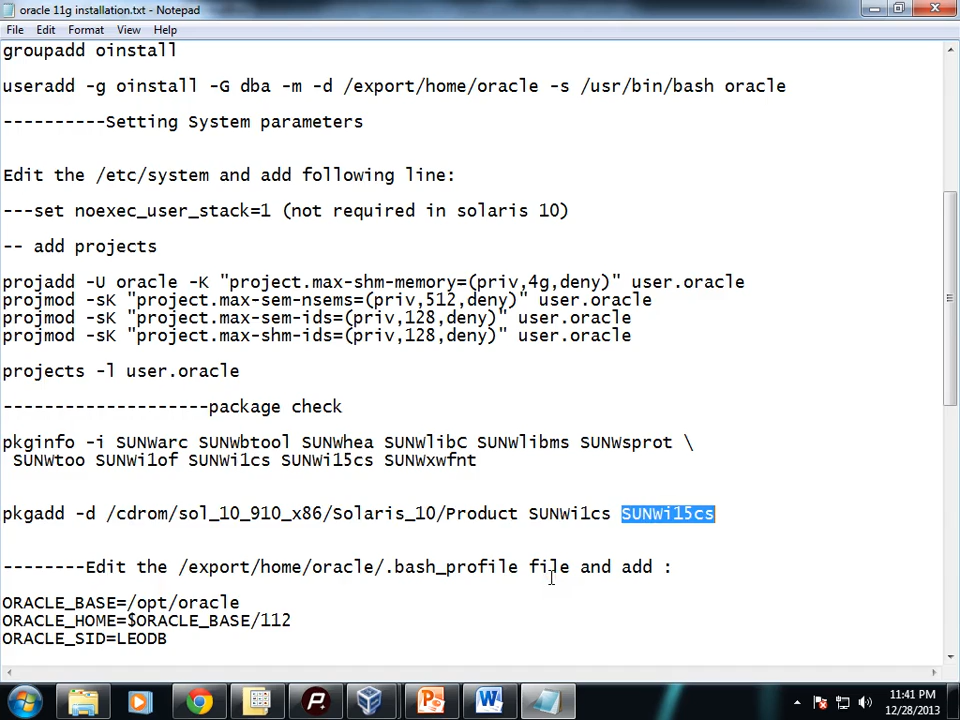 oracle 11g installation.txt - Notepad
File Edit Format View Help
groupadd oinstall
useradd -g oinstall -G dba -m -d /export/home/oracle -s /usr/bin/bash oracle
----------Setting System parameters
Edit the /etc/system and add following line:
---set noexec_user_stack=1 (not required in solaris 10)
-- add projects
projadd -U oracle -K "project.max-shm-memory=(priv,4g,deny)" user.oracle
projmod -sK "project.max-sem-nsems=(priv,512,deny)" user.oracle
projmod -sK "project.max-sem-ids=(priv,128,deny)" user.oracle
projmod -sK "project.max-shm-ids=(priv,128,deny)" user.oracle
projects -l user.oracle
--------------------package check
pkginfo -i SUNWarc SUNWbtool SUNWhea SUNWlibC SUNWlibms SUNWsprot \
SUNWtoo SUNWi1of SUNWi1cs SUNWi15cs SUNWxwfnt
pkgadd -d /cdrom/sol_10_910_x86/Solaris_10/Product SUNWi1cs SUNWi15cs
--------Edit the /export/home/oracle/.bash_profile file and add :
ORACLE_BASE=/opt/oracle
ORACLE_HOME=$ORACLE_BASE/112
ORACLE_SID=LEODB
11:41 PM
12/28/2013